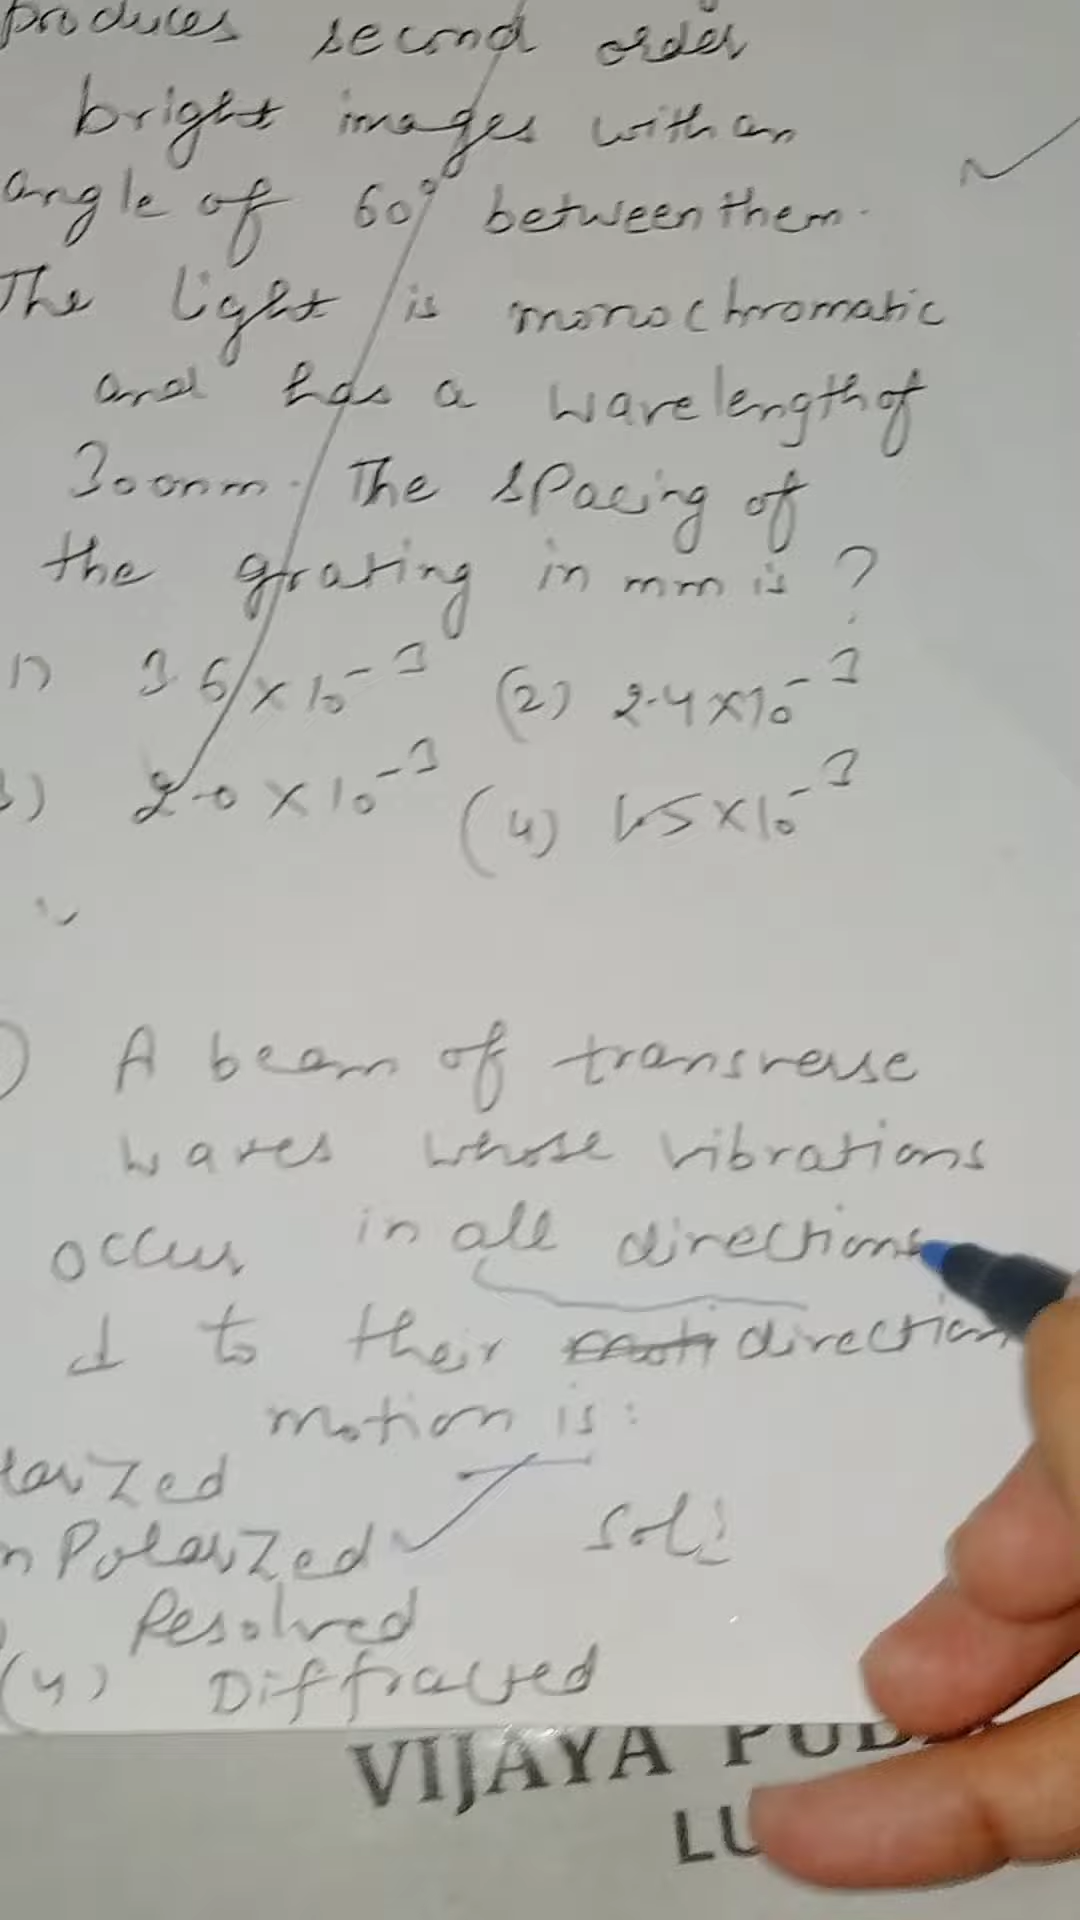 produces second order
bright images with an
angle of 60° between them.
The light is monochromatic
and has a wavelength of
300nm. The spacing of
the grating in mm is ?
1) 3.6 x 10⁻³ (2) 2.4 x 10⁻³
3) 2.0 x 10⁻³ (4) 1.5 x 10⁻³
A beam of transverse
waves whose vibrations
occur in all directions
⊥ to their direction
motion is:
larized
n Polarized
Sol:
Resolved
(4) Diffracted
VIJAYA PUB
LU